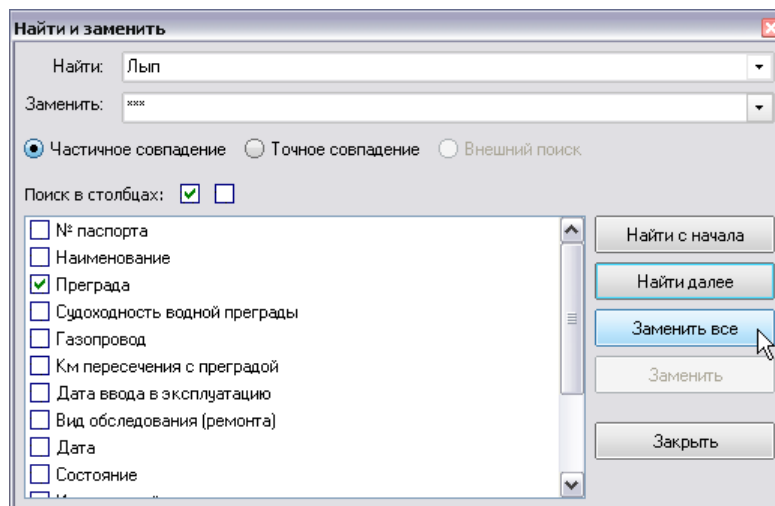 Найти и заменить
Найти: Лып
Заменить: ***
Частичное совпадение Точное совпадение Внешний поиск
Поиск в столбцах:
№ паспорта
Наименование
Преграда
Судоходность водной преграды
Газопровод
Км пересечения с преградой
Дата ввода в эксплуатацию
Вид обследования (ремонта)
Дата
Состояние
Найти с начала
Найти далее
Заменить все
Заменить
Закрыть